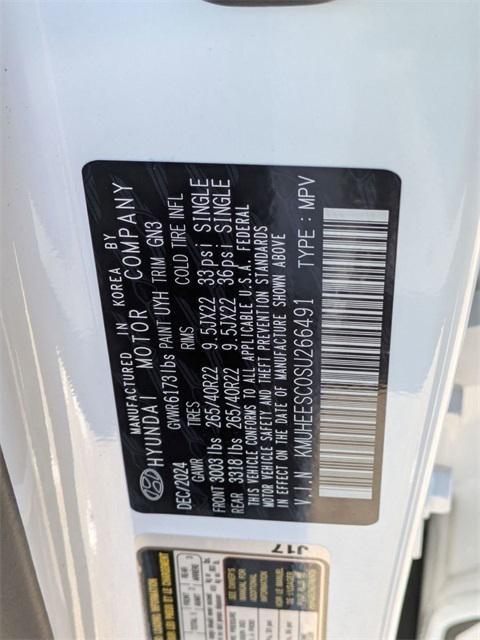 MANUFACTURED IN KOREA BY
HYUNDAI MOTOR COMPANY
DEC/2024 GVWR6173lbs PAINT UYH TRIM GN3
GAWR TIRES RIMS COLD TIRE INFL
FRONT 3003 lbs 265/40R22 9.5JX22 33psi SINGLE
REAR 3318 lbs 265/40R22 9.5JX22 36psi SINGLE
THIS VEHICLE CONFORMS TO ALL APPLICABLE U.S.A. FEDERAL
MOTOR VEHICLE SAFETY AND THEFT PREVENTION STANDARDS
IN EFFECT ON THE DATE OF MANUFACTURE SHOWN ABOVE
V.I.N KMUHEESC0SU266491 TYPE : MPV
J17